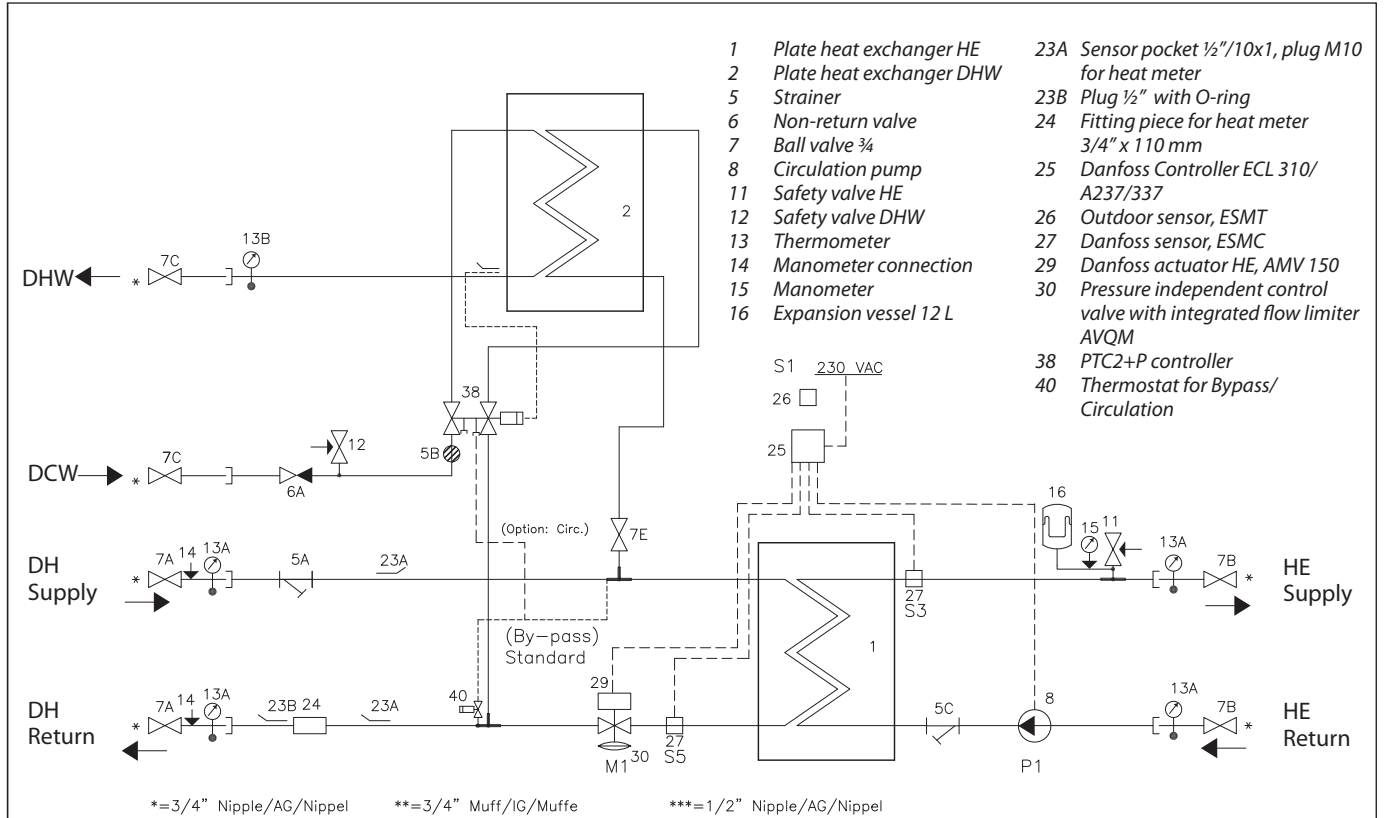 1 Plate heat exchanger HE
2 Plate heat exchanger DHW
5 Strainer
6 Non-return valve
7 Ball valve ¾
8 Circulation pump
11 Safety valve HE
12 Safety valve DHW
13 Thermometer
14 Manometer connection
15 Manometer
16 Expansion vessel 12 L
23A Sensor pocket ½"/10x1, plug M10
for heat meter
23B Plug ½" with O-ring
24 Fitting piece for heat meter
3/4" x 110 mm
25 Danfoss Controller ECL 310/
A237/337
26 Outdoor sensor, ESMT
27 Danfoss sensor, ESMC
29 Danfoss actuator HE, AMV 150
30 Pressure independent control
valve with integrated flow limiter
AVQM
38 PTC2+P controller
40 Thermostat for Bypass/
Circulation
2
13B
7C
DHW
*
38
S1 230 VAC
26
25
12
5B
7C
DCW
*
6A
(Option: Circ.)
7E
16
15
11
DH
Supply
7A 14 13A
*
5A
23A
27
S3
13A
7B
*
HE
Supply
(By-pass)
Standard
1
DH
Return
7A 14 13A
*
23B 24
23A
40
29
30
M1
27
S5
5C
8
P1
13A
7B
*
HE
Return
*=3/4" Nipple/AG/Nippel **=3/4" Muff/IG/Muffe ***=1/2" Nipple/AG/Nippel